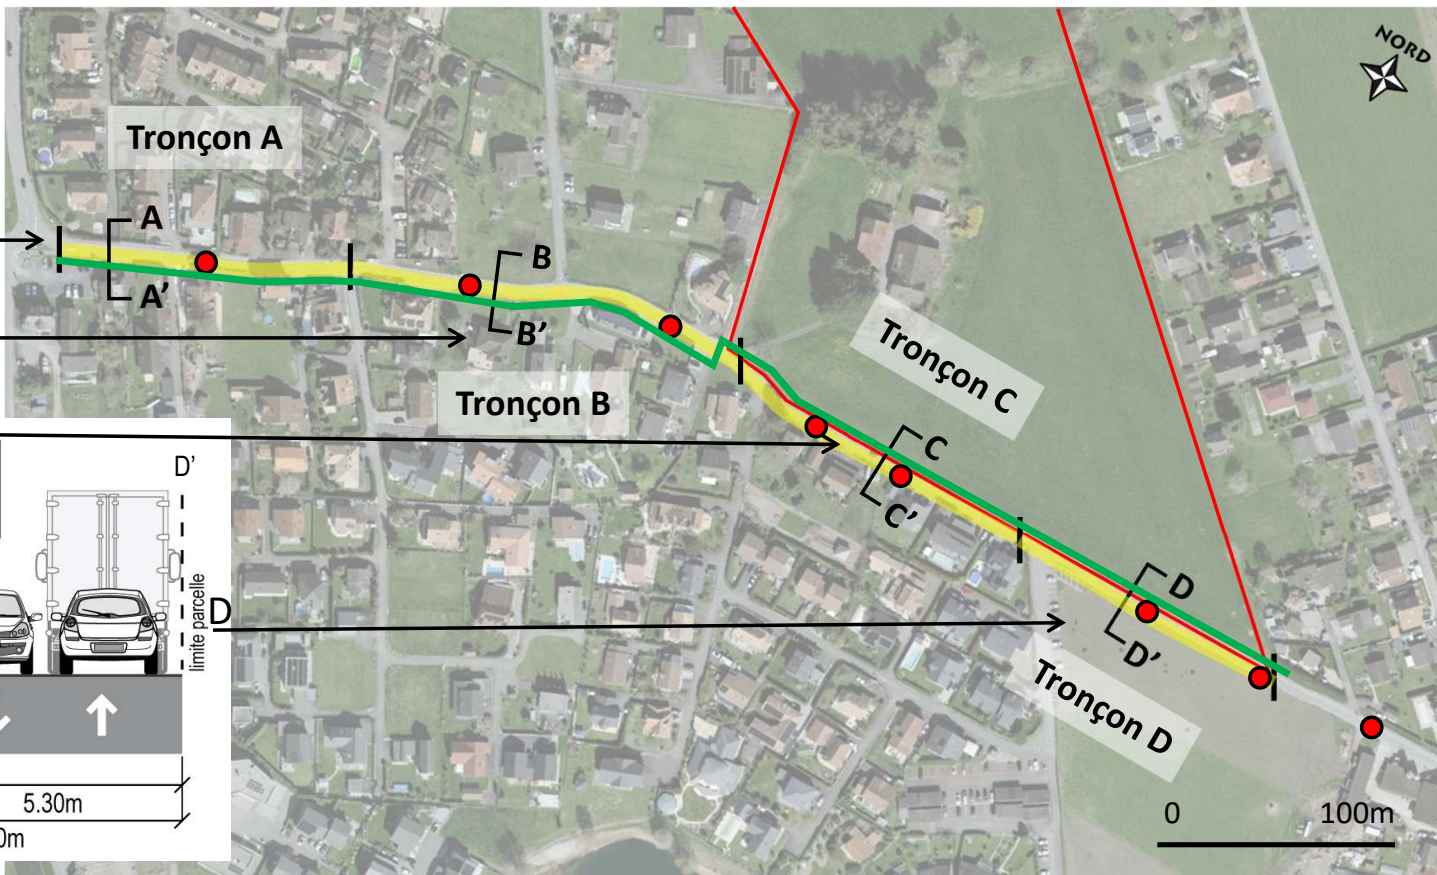 NORD
Tronçon A
A
A'
B
B'
Tronçon B
Tronçon C
C
C'
D'
limite parcelle
D
D
D'
Tronçon D
5.30m
0m
0 100m